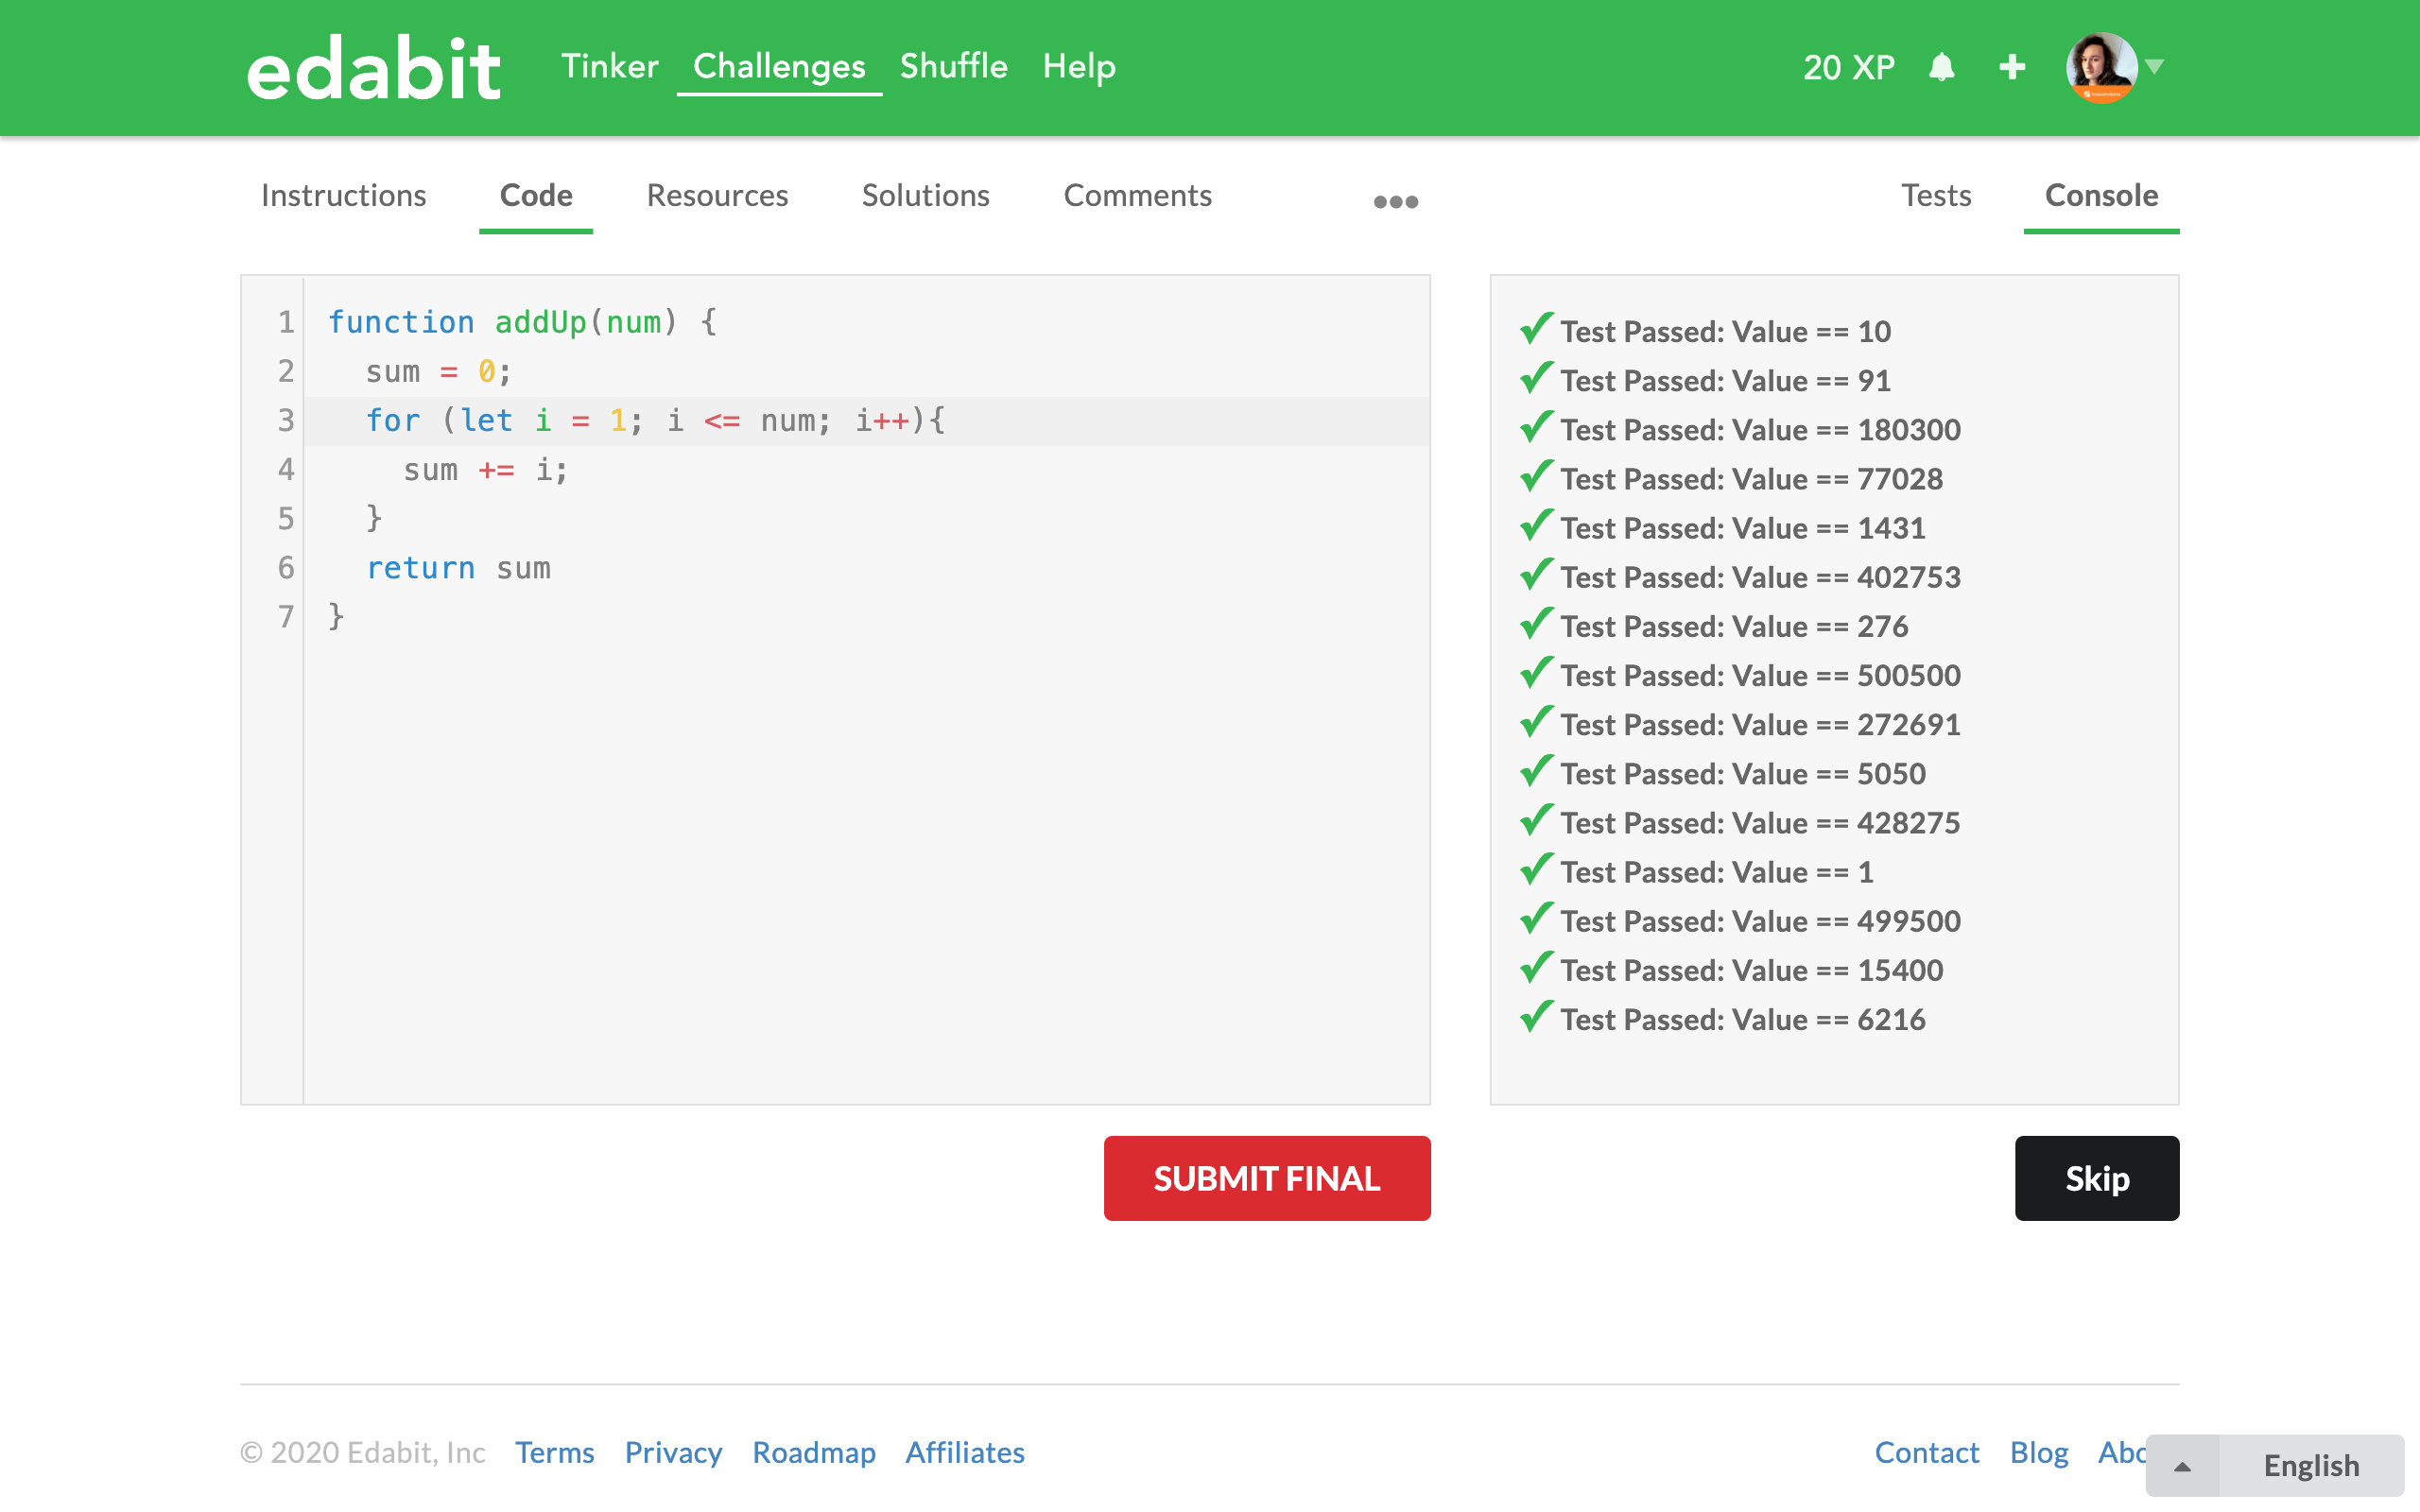 edabit Tinker Challenges Shuffle Help 20 XP
Instructions Code Resources Solutions Comments Tests Console
1 function addUp(num) {
2 sum = 0;
3 for (let i = 1; i <= num; i++){
4 sum += i;
5 }
6 return sum
7 }
Test Passed: Value == 10
Test Passed: Value == 91
Test Passed: Value == 180300
Test Passed: Value == 77028
Test Passed: Value == 1431
Test Passed: Value == 402753
Test Passed: Value == 276
Test Passed: Value == 500500
Test Passed: Value == 272691
Test Passed: Value == 5050
Test Passed: Value == 428275
Test Passed: Value == 1
Test Passed: Value == 499500
Test Passed: Value == 15400
Test Passed: Value == 6216
SUBMIT FINAL Skip
© 2020 Edabit, Inc Terms Privacy Roadmap Affiliates Contact Blog Abo
English